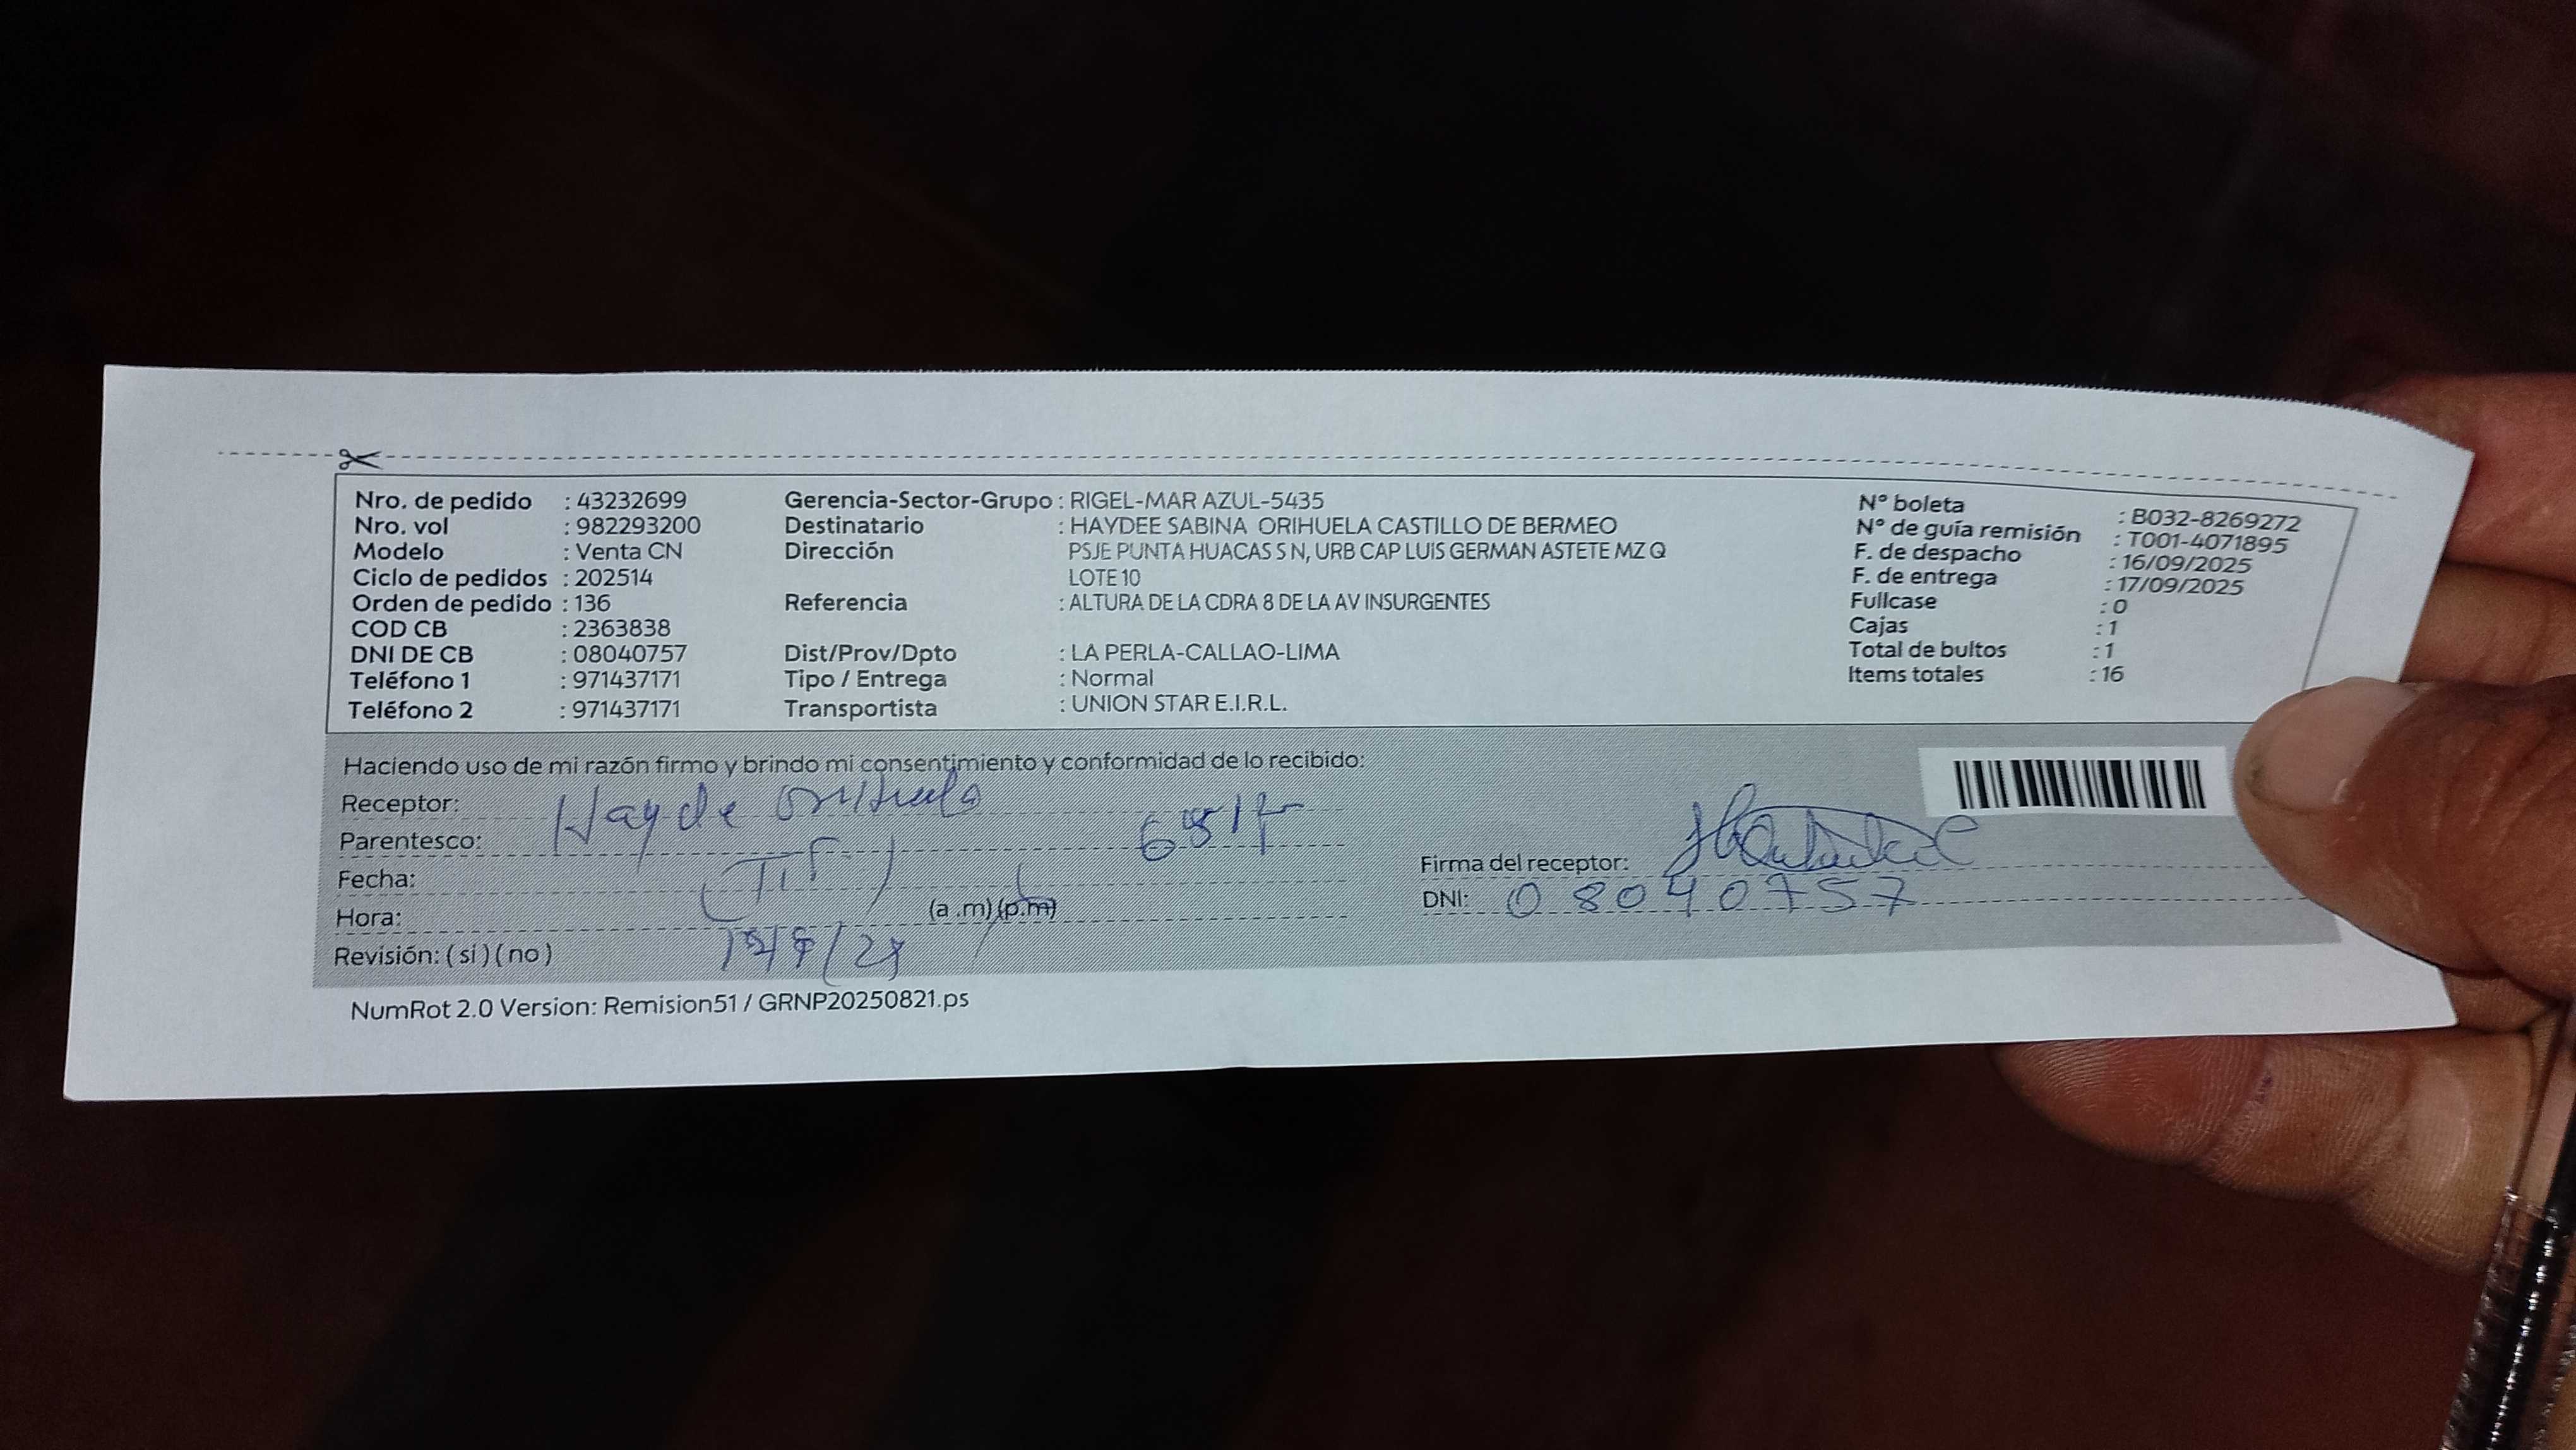 Nro. de pedido : 43232699
Nro. vol : 982293200
Modelo : Venta CN
Ciclo de pedidos : 202514
Orden de pedido : 136
COD CB : 2363838
DNI DE CB : 08040757
Teléfono 1 : 971437171
Teléfono 2 : 971437171
Gerencia-Sector-Grupo : RIGEL-MAR AZUL-5435
Destinatario : HAYDEE SABINA ORIHUELA CASTILLO DE BERMEO
Dirección PSJE PUNTA HUACAS S N, URB CAP LUIS GERMAN ASTETE MZ Q
LOTE 10
Referencia : ALTURA DE LA CDRA 8 DE LA AV INSURGENTES
Dist/Prov/Dpto : LA PERLA-CALLAO-LIMA
Tipo / Entrega : Normal
Transportista : UNION STAR E.I.R.L.
N° boleta : B032-8269272
N° de guía remisión : T001-4071895
F. de despacho : 16/09/2025
F. de entrega : 17/09/2025
Fullcase : 0
Cajas : 1
Total de bultos : 1
Items totales : 16
Haciendo uso de mi razón firmo y brindo mi consentimiento y conformidad de lo recibido:
Receptor: Hayde Orihuela
Parentesco:
Fecha: (TIT)
Hora: (a .m) (p.m)
Revisión: ( si ) ( no )
Firma del receptor:
DNI: 08040757
NumRot 2.0 Version: Remision51 / GRNP20250821.ps